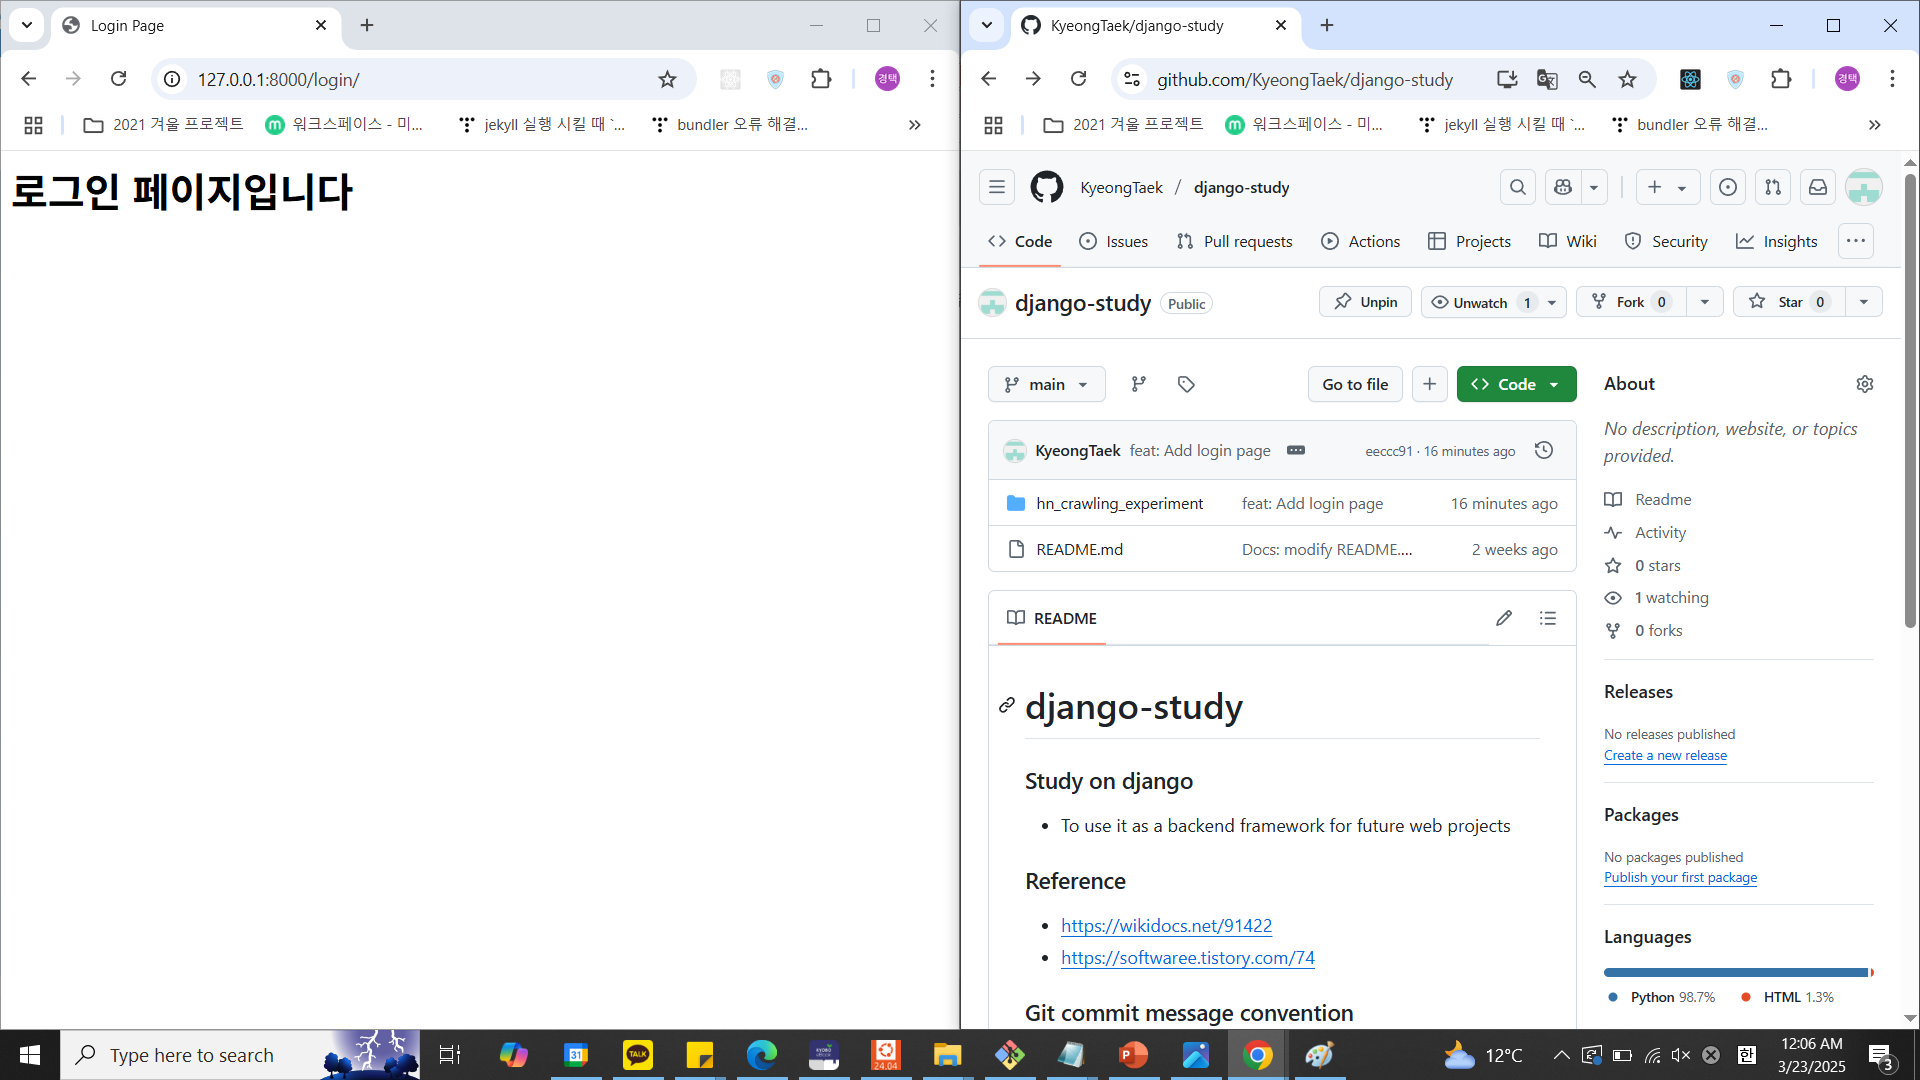 Login Page
127.0.0.1:8000/login/
경택
2021 겨울 프로젝트
워크스페이스 - 미...
jekyll 실행 시킬 때 `...
bundler 오류 해결...
로그인 페이지입니다
KyeongTaek/django-study
github.com/KyeongTaek/django-study
경택
2021 겨울 프로젝트
워크스페이스 - 미...
jekyll 실행 시킬 때 `...
bundler 오류 해결...
KyeongTaek / django-study
Code
Issues
Pull requests
Actions
Projects
Wiki
Security
Insights
django-study Public
Unpin
Unwatch 1
Fork 0
Star 0
main
Go to file
Code
KyeongTaek feat: Add login page eeccc91 · 16 minutes ago
hn_crawling_experiment feat: Add login page 16 minutes ago
README.md Docs: modify README.... 2 weeks ago
README
django-study
Study on django
• To use it as a backend framework for future web projects
Reference
• https://wikidocs.net/91422
• https://softwaree.tistory.com/74
Git commit message convention
About
No description, website, or topics
provided.
Readme
Activity
0 stars
1 watching
0 forks
Releases
No releases published
Create a new release
Packages
No packages published
Publish your first package
Languages
Python 98.7% HTML 1.3%
Type here to search
31
TALK
24.04
12°C
한
12:06 AM
3/23/2025
3